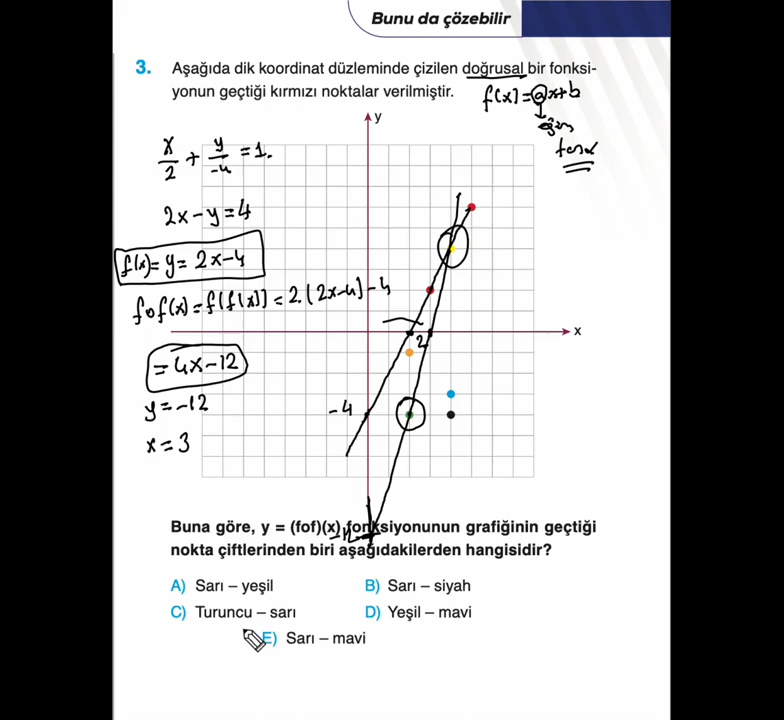 Bunu da çözebilir
3. Aşağıda dik koordinat düzleminde çizilen doğrusal bir fonksi-
yonun geçtiği kırmızı noktalar verilmiştir.
f(x)=ax+b
eğim
tanα
y
x/2 + y/-4 = 1.
2x-y=4
f(x)=y=2x-4
fof(x)=f(f(x))=2.(2x-4)-4
x
2
=4x-12
y=-12
-4
x=3
-12
Buna göre, y = (fof)(x) fonksiyonunun grafiğinin geçtiği
nokta çiftlerinden biri aşağıdakilerden hangisidir?
A) Sarı – yeşil B) Sarı – siyah
C) Turuncu – sarı D) Yeşil – mavi
E) Sarı – mavi